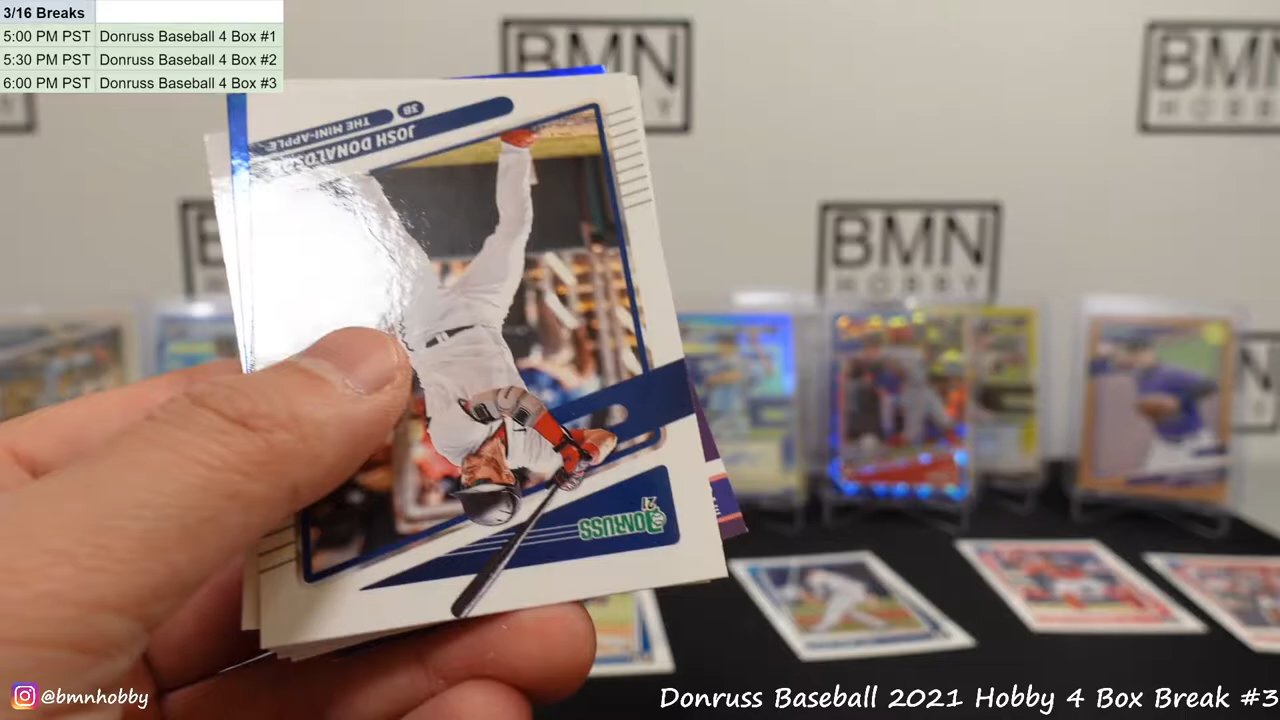 3/16 Breaks
5:00 PM PST Donruss Baseball 4 Box #1
5:30 PM PST Donruss Baseball 4 Box #2
6:00 PM PST Donruss Baseball 4 Box #3
BMN
BMN
HOBBY
BMN
HOBBY
3B
THE MINI-APPLE
JOSH
21
DONRUSS
@bmnhobby
Donruss Baseball 2021 Hobby 4 Box Break #3